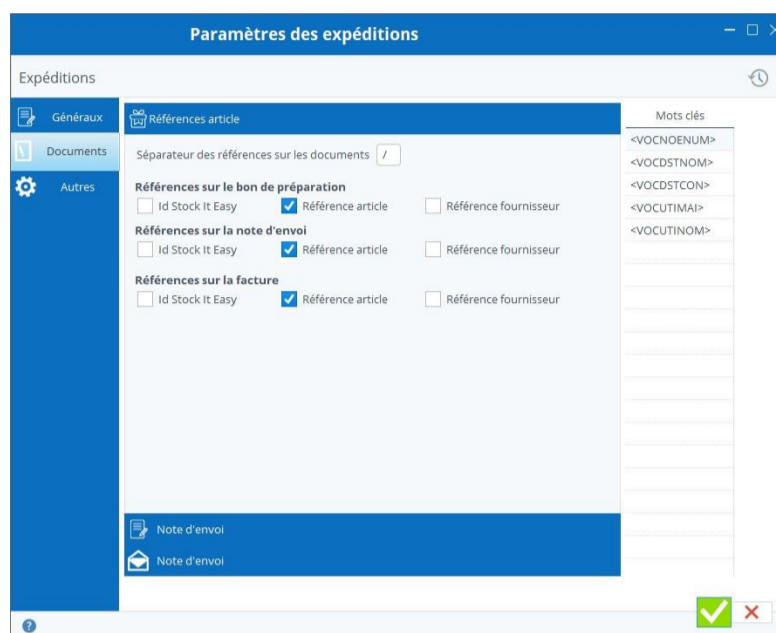 Paramètres des expéditions
Expéditions
Généraux
Documents
Autres
Références article
Séparateur des références sur les documents /
Références sur le bon de préparation
Id Stock It Easy Référence article Référence fournisseur
Références sur la note d'envoi
Id Stock It Easy Référence article Référence fournisseur
Références sur la facture
Id Stock It Easy Référence article Référence fournisseur
Note d'envoi
Note d'envoi
Mots clés
<VOCNOENUM>
<VOCDSTNOM>
<VOCDSTCON>
<VOCUTIMAI>
<VOCUTINOM>
?